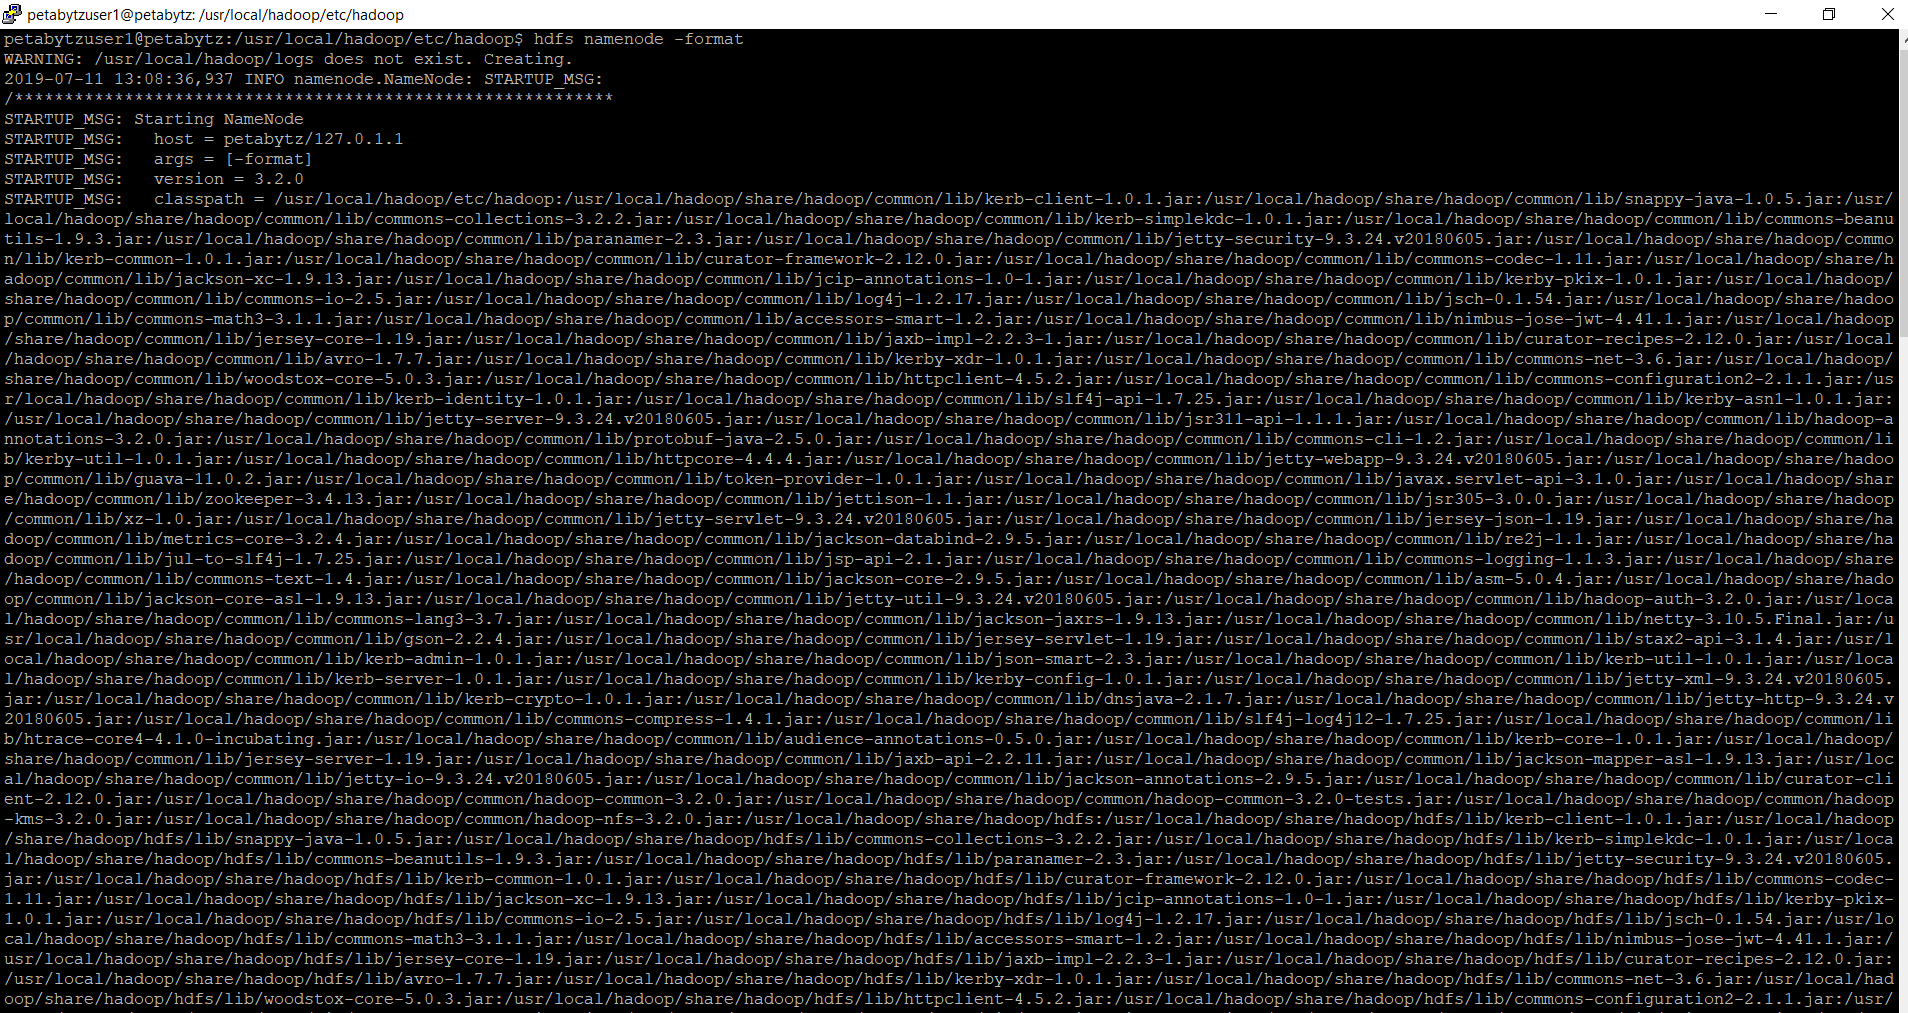 petabytzuser1@petabytz: /usr/local/hadoop/etc/hadoop
petabytzuser1@petabytz:/usr/local/hadoop/etc/hadoop$ hdfs namenode -format
WARNING: /usr/local/hadoop/logs does not exist. Creating.
2019-07-11 13:08:36,937 INFO namenode.NameNode: STARTUP_MSG:
/************************************************************
STARTUP_MSG: Starting NameNode
STARTUP_MSG:   host = petabytz/127.0.1.1
STARTUP_MSG:   args = [-format]
STARTUP_MSG:   version = 3.2.0
STARTUP_MSG:   classpath = /usr/local/hadoop/etc/hadoop:/usr/local/hadoop/share/hadoop/common/lib/kerb-client-1.0.1.jar:/usr/local/hadoop/share/hadoop/common/lib/snappy-java-1.0.5.jar:/usr/
local/hadoop/share/hadoop/common/lib/commons-collections-3.2.2.jar:/usr/local/hadoop/share/hadoop/common/lib/kerb-simplekdc-1.0.1.jar:/usr/local/hadoop/share/hadoop/common/lib/commons-beanu
tils-1.9.3.jar:/usr/local/hadoop/share/hadoop/common/lib/paranamer-2.3.jar:/usr/local/hadoop/share/hadoop/common/lib/jetty-security-9.3.24.v20180605.jar:/usr/local/hadoop/share/hadoop/commo
n/lib/kerb-common-1.0.1.jar:/usr/local/hadoop/share/hadoop/common/lib/curator-framework-2.12.0.jar:/usr/local/hadoop/share/hadoop/common/lib/commons-codec-1.11.jar:/usr/local/hadoop/share/h
adoop/common/lib/jackson-xc-1.9.13.jar:/usr/local/hadoop/share/hadoop/common/lib/jcip-annotations-1.0-1.jar:/usr/local/hadoop/share/hadoop/common/lib/kerby-pkix-1.0.1.jar:/usr/local/hadoop/
share/hadoop/common/lib/commons-io-2.5.jar:/usr/local/hadoop/share/hadoop/common/lib/log4j-1.2.17.jar:/usr/local/hadoop/share/hadoop/common/lib/jsch-0.1.54.jar:/usr/local/hadoop/share/hadoo
p/common/lib/commons-math3-3.1.1.jar:/usr/local/hadoop/share/hadoop/common/lib/accessors-smart-1.2.jar:/usr/local/hadoop/share/hadoop/common/lib/nimbus-jose-jwt-4.41.1.jar:/usr/local/hadoop
/share/hadoop/common/lib/jersey-core-1.19.jar:/usr/local/hadoop/share/hadoop/common/lib/jaxb-impl-2.2.3-1.jar:/usr/local/hadoop/share/hadoop/common/lib/curator-recipes-2.12.0.jar:/usr/local
/hadoop/share/hadoop/common/lib/avro-1.7.7.jar:/usr/local/hadoop/share/hadoop/common/lib/kerby-xdr-1.0.1.jar:/usr/local/hadoop/share/hadoop/common/lib/commons-net-3.6.jar:/usr/local/hadoop/
share/hadoop/common/lib/woodstox-core-5.0.3.jar:/usr/local/hadoop/share/hadoop/common/lib/httpclient-4.5.2.jar:/usr/local/hadoop/share/hadoop/common/lib/commons-configuration2-2.1.1.jar:/us
r/local/hadoop/share/hadoop/common/lib/kerb-identity-1.0.1.jar:/usr/local/hadoop/share/hadoop/common/lib/slf4j-api-1.7.25.jar:/usr/local/hadoop/share/hadoop/common/lib/kerby-asn1-1.0.1.jar:
/usr/local/hadoop/share/hadoop/common/lib/jetty-server-9.3.24.v20180605.jar:/usr/local/hadoop/share/hadoop/common/lib/jsr311-api-1.1.1.jar:/usr/local/hadoop/share/hadoop/common/lib/hadoop-a
nnotations-3.2.0.jar:/usr/local/hadoop/share/hadoop/common/lib/protobuf-java-2.5.0.jar:/usr/local/hadoop/share/hadoop/common/lib/commons-cli-1.2.jar:/usr/local/hadoop/share/hadoop/common/li
b/kerby-util-1.0.1.jar:/usr/local/hadoop/share/hadoop/common/lib/httpcore-4.4.4.jar:/usr/local/hadoop/share/hadoop/common/lib/jetty-webapp-9.3.24.v20180605.jar:/usr/local/hadoop/share/hadoo
p/common/lib/guava-11.0.2.jar:/usr/local/hadoop/share/hadoop/common/lib/token-provider-1.0.1.jar:/usr/local/hadoop/share/hadoop/common/lib/javax.servlet-api-3.1.0.jar:/usr/local/hadoop/shar
e/hadoop/common/lib/zookeeper-3.4.13.jar:/usr/local/hadoop/share/hadoop/common/lib/jettison-1.1.jar:/usr/local/hadoop/share/hadoop/common/lib/jsr305-3.0.0.jar:/usr/local/hadoop/share/hadoop
/common/lib/xz-1.0.jar:/usr/local/hadoop/share/hadoop/common/lib/jetty-servlet-9.3.24.v20180605.jar:/usr/local/hadoop/share/hadoop/common/lib/jersey-json-1.19.jar:/usr/local/hadoop/share/ha
doop/common/lib/metrics-core-3.2.4.jar:/usr/local/hadoop/share/hadoop/common/lib/jackson-databind-2.9.5.jar:/usr/local/hadoop/share/hadoop/common/lib/re2j-1.1.jar:/usr/local/hadoop/share/ha
doop/common/lib/jul-to-slf4j-1.7.25.jar:/usr/local/hadoop/share/hadoop/common/lib/jsp-api-2.1.jar:/usr/local/hadoop/share/hadoop/common/lib/commons-logging-1.1.3.jar:/usr/local/hadoop/share
/hadoop/common/lib/commons-text-1.4.jar:/usr/local/hadoop/share/hadoop/common/lib/jackson-core-2.9.5.jar:/usr/local/hadoop/share/hadoop/common/lib/asm-5.0.4.jar:/usr/local/hadoop/share/hado
op/common/lib/jackson-core-asl-1.9.13.jar:/usr/local/hadoop/share/hadoop/common/lib/jetty-util-9.3.24.v20180605.jar:/usr/local/hadoop/share/hadoop/common/lib/hadoop-auth-3.2.0.jar:/usr/loca
l/hadoop/share/hadoop/common/lib/commons-lang3-3.7.jar:/usr/local/hadoop/share/hadoop/common/lib/jackson-jaxrs-1.9.13.jar:/usr/local/hadoop/share/hadoop/common/lib/netty-3.10.5.Final.jar:/u
sr/local/hadoop/share/hadoop/common/lib/gson-2.2.4.jar:/usr/local/hadoop/share/hadoop/common/lib/jersey-servlet-1.19.jar:/usr/local/hadoop/share/hadoop/common/lib/stax2-api-3.1.4.jar:/usr/l
ocal/hadoop/share/hadoop/common/lib/kerb-admin-1.0.1.jar:/usr/local/hadoop/share/hadoop/common/lib/json-smart-2.3.jar:/usr/local/hadoop/share/hadoop/common/lib/kerb-util-1.0.1.jar:/usr/loca
l/hadoop/share/hadoop/common/lib/kerb-server-1.0.1.jar:/usr/local/hadoop/share/hadoop/common/lib/kerby-config-1.0.1.jar:/usr/local/hadoop/share/hadoop/common/lib/jetty-xml-9.3.24.v20180605.
jar:/usr/local/hadoop/share/hadoop/common/lib/kerb-crypto-1.0.1.jar:/usr/local/hadoop/share/hadoop/common/lib/dnsjava-2.1.7.jar:/usr/local/hadoop/share/hadoop/common/lib/jetty-http-9.3.24.v
20180605.jar:/usr/local/hadoop/share/hadoop/common/lib/commons-compress-1.4.1.jar:/usr/local/hadoop/share/hadoop/common/lib/slf4j-log4j12-1.7.25.jar:/usr/local/hadoop/share/hadoop/common/li
b/htrace-core4-4.1.0-incubating.jar:/usr/local/hadoop/share/hadoop/common/lib/audience-annotations-0.5.0.jar:/usr/local/hadoop/share/hadoop/common/lib/kerb-core-1.0.1.jar:/usr/local/hadoop/
share/hadoop/common/lib/jersey-server-1.19.jar:/usr/local/hadoop/share/hadoop/common/lib/jaxb-api-2.2.11.jar:/usr/local/hadoop/share/hadoop/common/lib/jackson-mapper-asl-1.9.13.jar:/usr/loc
al/hadoop/share/hadoop/common/lib/jetty-io-9.3.24.v20180605.jar:/usr/local/hadoop/share/hadoop/common/lib/jackson-annotations-2.9.5.jar:/usr/local/hadoop/share/hadoop/common/lib/curator-cli
ent-2.12.0.jar:/usr/local/hadoop/share/hadoop/common/hadoop-common-3.2.0.jar:/usr/local/hadoop/share/hadoop/common/hadoop-common-3.2.0-tests.jar:/usr/local/hadoop/share/hadoop/common/hadoop
-kms-3.2.0.jar:/usr/local/hadoop/share/hadoop/common/hadoop-nfs-3.2.0.jar:/usr/local/hadoop/share/hadoop/hdfs:/usr/local/hadoop/share/hadoop/hdfs/lib/kerb-client-1.0.1.jar:/usr/local/hadoop
/share/hadoop/hdfs/lib/snappy-java-1.0.5.jar:/usr/local/hadoop/share/hadoop/hdfs/lib/commons-collections-3.2.2.jar:/usr/local/hadoop/share/hadoop/hdfs/lib/kerb-simplekdc-1.0.1.jar:/usr/loca
l/hadoop/share/hadoop/hdfs/lib/commons-beanutils-1.9.3.jar:/usr/local/hadoop/share/hadoop/hdfs/lib/paranamer-2.3.jar:/usr/local/hadoop/share/hadoop/hdfs/lib/jetty-security-9.3.24.v20180605.
jar:/usr/local/hadoop/share/hadoop/hdfs/lib/kerb-common-1.0.1.jar:/usr/local/hadoop/share/hadoop/hdfs/lib/curator-framework-2.12.0.jar:/usr/local/hadoop/share/hadoop/hdfs/lib/commons-codec-
1.11.jar:/usr/local/hadoop/share/hadoop/hdfs/lib/jackson-xc-1.9.13.jar:/usr/local/hadoop/share/hadoop/hdfs/lib/jcip-annotations-1.0-1.jar:/usr/local/hadoop/share/hadoop/hdfs/lib/kerby-pkix-
1.0.1.jar:/usr/local/hadoop/share/hadoop/hdfs/lib/commons-io-2.5.jar:/usr/local/hadoop/share/hadoop/hdfs/lib/log4j-1.2.17.jar:/usr/local/hadoop/share/hadoop/hdfs/lib/jsch-0.1.54.jar:/usr/lo
cal/hadoop/share/hadoop/hdfs/lib/commons-math3-3.1.1.jar:/usr/local/hadoop/share/hadoop/hdfs/lib/accessors-smart-1.2.jar:/usr/local/hadoop/share/hadoop/hdfs/lib/nimbus-jose-jwt-4.41.1.jar:/
usr/local/hadoop/share/hadoop/hdfs/lib/jersey-core-1.19.jar:/usr/local/hadoop/share/hadoop/hdfs/lib/jaxb-impl-2.2.3-1.jar:/usr/local/hadoop/share/hadoop/hdfs/lib/curator-recipes-2.12.0.jar:
/usr/local/hadoop/share/hadoop/hdfs/lib/avro-1.7.7.jar:/usr/local/hadoop/share/hadoop/hdfs/lib/kerby-xdr-1.0.1.jar:/usr/local/hadoop/share/hadoop/hdfs/lib/commons-net-3.6.jar:/usr/local/had
oop/share/hadoop/hdfs/lib/woodstox-core-5.0.3.jar:/usr/local/hadoop/share/hadoop/hdfs/lib/httpclient-4.5.2.jar:/usr/local/hadoop/share/hadoop/hdfs/lib/commons-configuration2-2.1.1.jar:/usr/